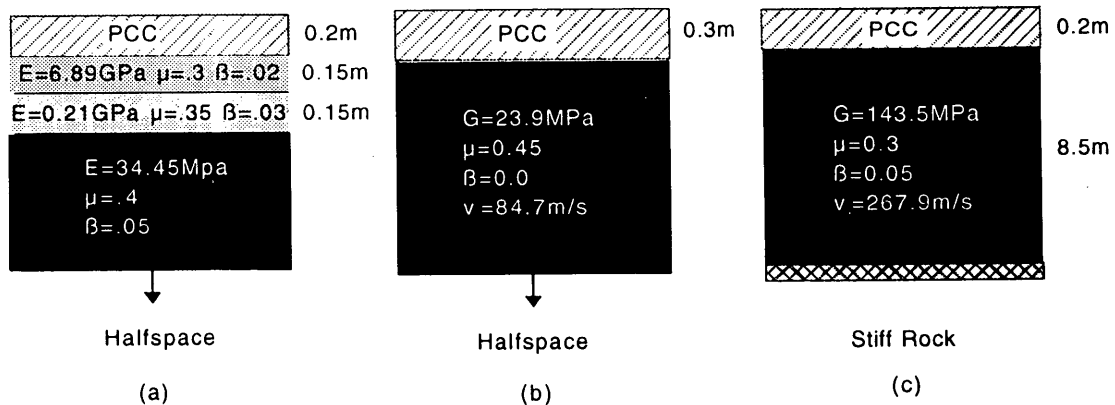 PCC
0.2m
E=6.89GPa µ=.3 ß=.02
0.15m
E=0.21GPa µ=.35 ß=.03
0.15m
E=34.45Mpa
µ=.4
ß=.05
Halfspace
(a)
PCC
0.3m
G=23.9MPa
µ=0.45
ß=0.0
v =84.7m/s
Halfspace
(b)
PCC
0.2m
G=143.5MPa
µ=0.3
ß=0.05
v =267.9m/s
8.5m
Stiff Rock
(c)